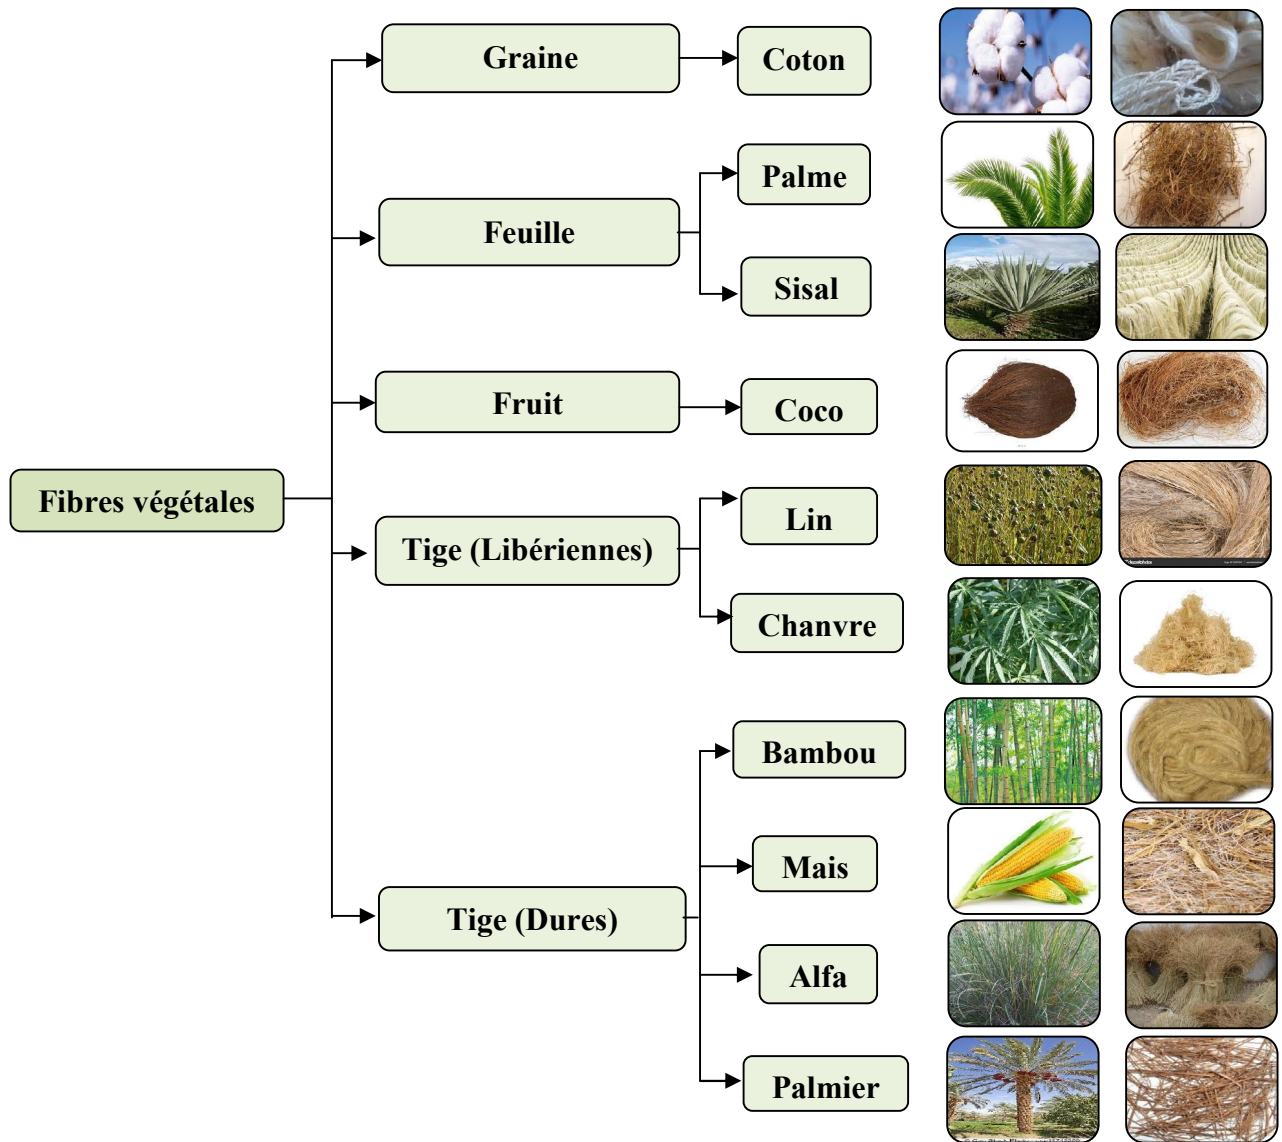 Graine
Coton
Palme
Feuille
Sisal
Fruit
Coco
Fibres végétales
Lin
Tige (Libériennes)
Chanvre
Bambou
Mais
Tige (Dures)
Alfa
Palmier